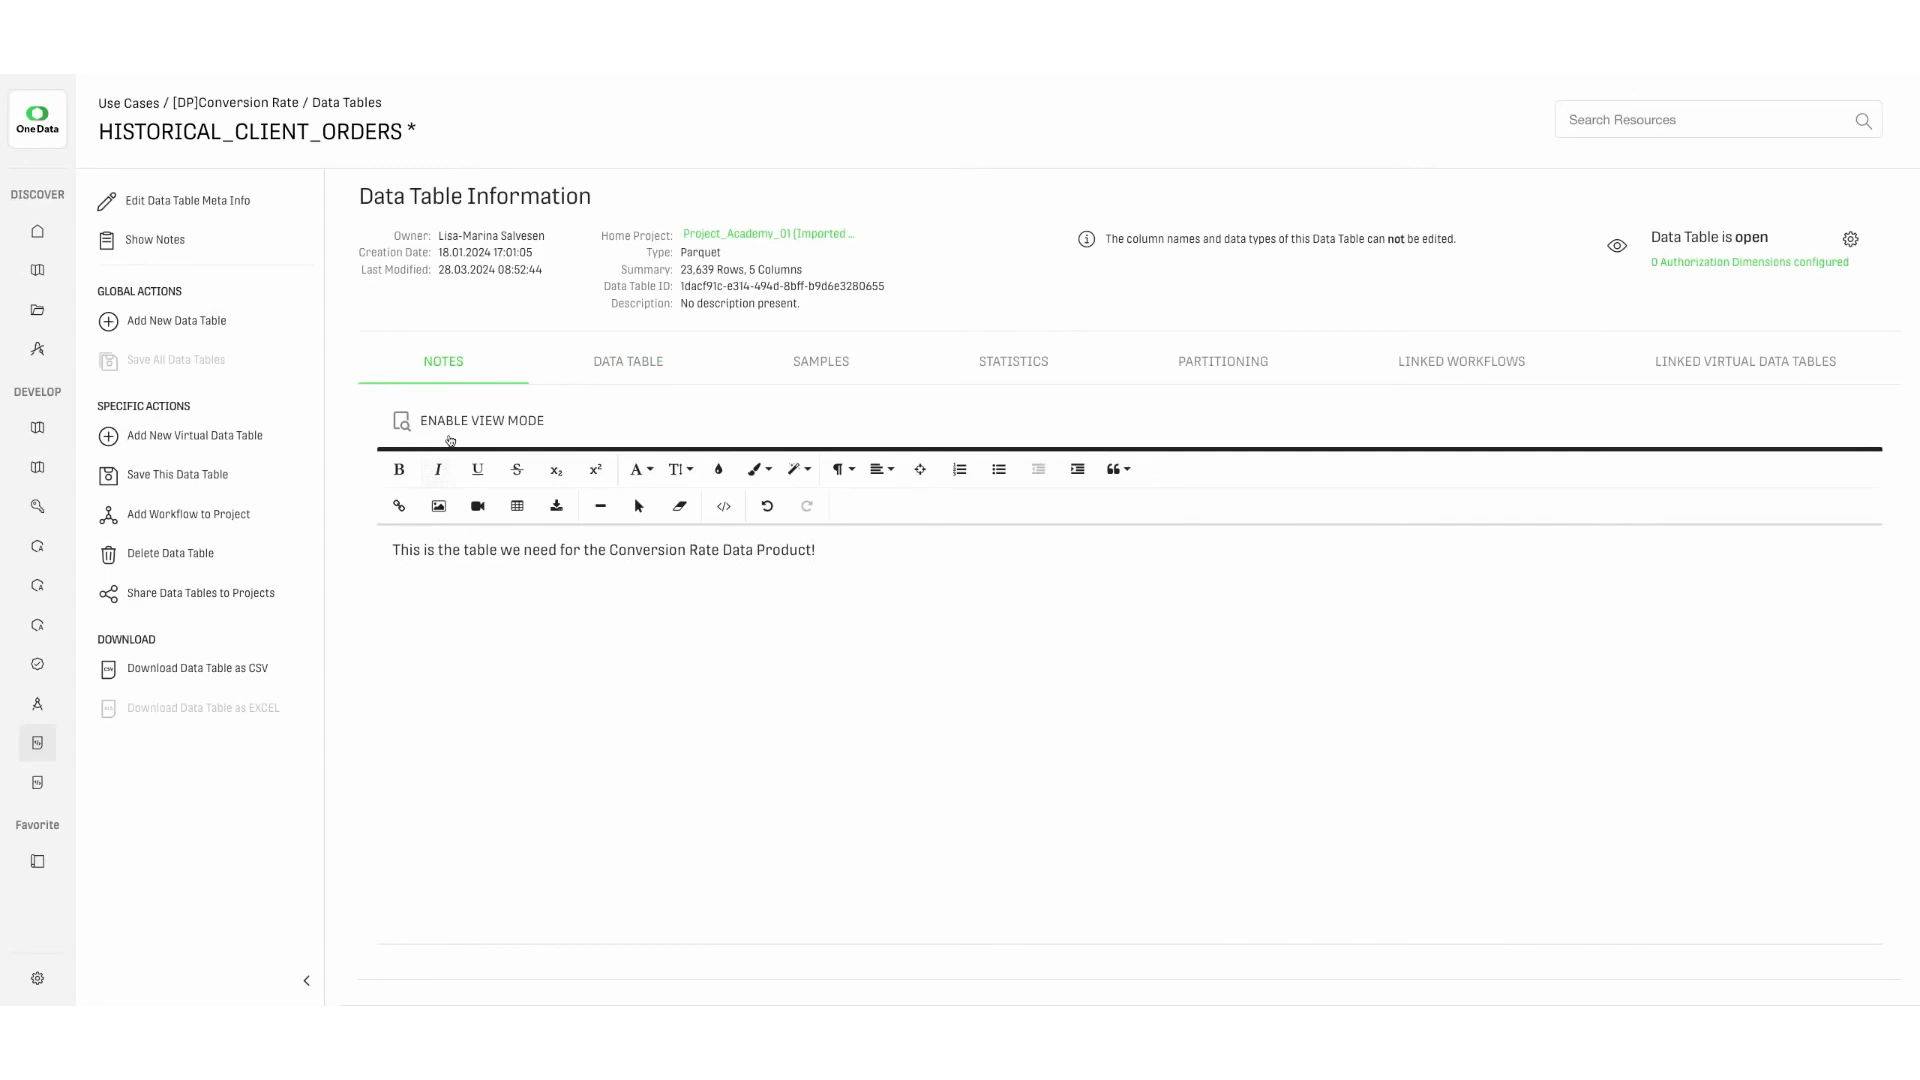 Use Cases / [DP]Conversion Rate / Data Tables
HISTORICAL_CLIENT_ORDERS *
Search Resources
One Data
DISCOVER
DEVELOP
Favorite
Edit Data Table Meta Info
Show Notes
GLOBAL ACTIONS
Add New Data Table
Save All Data Tables
SPECIFIC ACTIONS
Add New Virtual Data Table
Save This Data Table
Add Workflow to Project
Delete Data Table
Share Data Tables to Projects
DOWNLOAD
Download Data Table as CSV
Download Data Table as EXCEL
Data Table Information
Owner: Lisa-Marina Salvesen
Creation Date: 18.01.2024 17:01:05
Last Modified: 28.03.2024 08:52:44
Home Project: Project_Academy_01 (Imported ...
Type: Parquet
Summary: 23,639 Rows, 5 Columns
Data Table ID: 1dacf91c-e314-494d-8bff-b9d6e3280655
Description: No description present.
The column names and data types of this Data Table can not be edited.
Data Table is open
0 Authorization Dimensions configured
NOTES DATA TABLE SAMPLES STATISTICS PARTITIONING LINKED WORKFLOWS LINKED VIRTUAL DATA TABLES
ENABLE VIEW MODE
This is the table we need for the Conversion Rate Data Product!